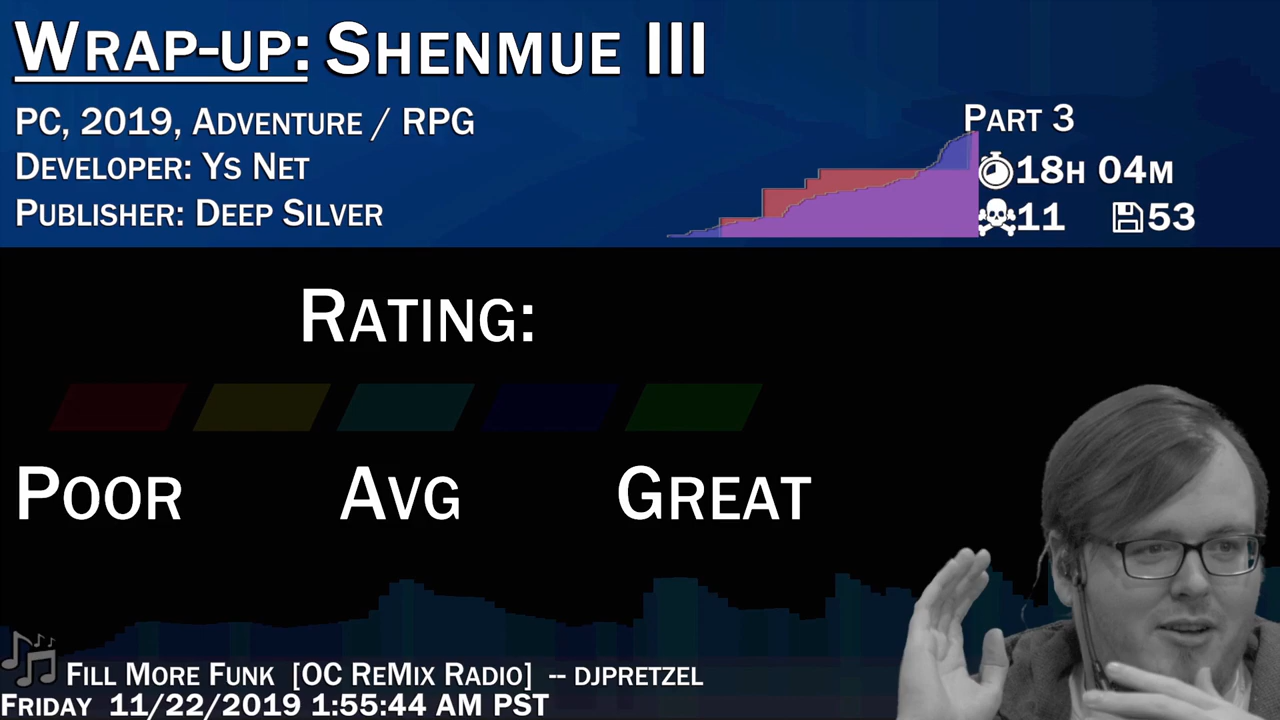 Wrap-up: Shenmue III
PC, 2019, Adventure / RPG
Developer: Ys Net
Publisher: Deep Silver
Part 3
18h 04m
11 53
Rating:
Poor Avg Great
Fill More Funk [OC ReMix Radio] -- djpretzel
Friday 11/22/2019 1:55:44 AM PST